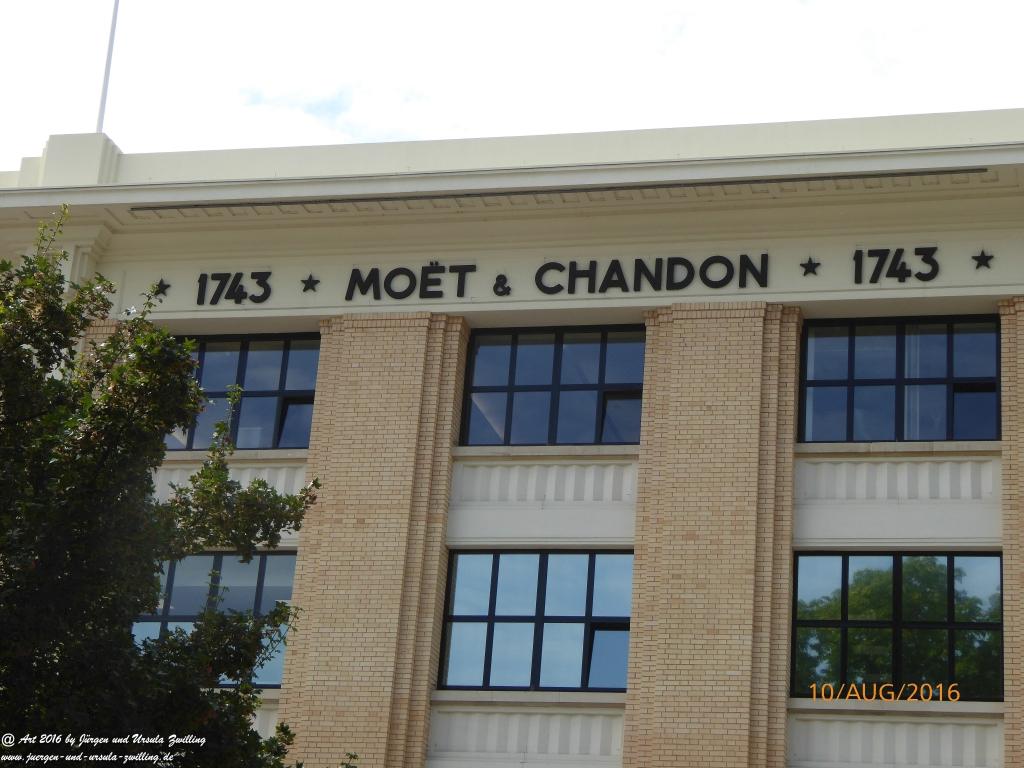 ★ 1743 ★ MOËT & CHANDON ★ 1743 ★
10/AUG/2016
@ Art 2016 by Jürgen und Ursula Zwilling
www.juergen-und-ursula-zwilling.de